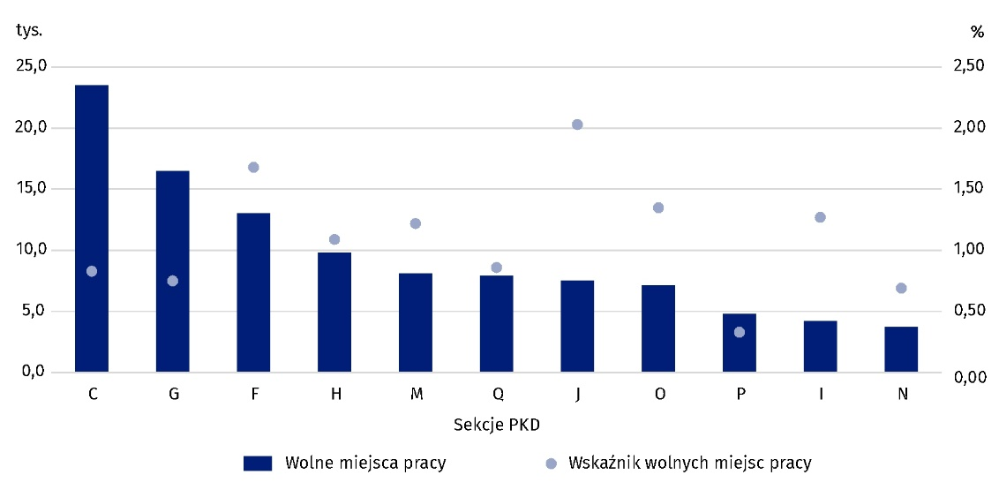 tys. %
25,0 2,50
20,0 2,00
15,0 1,50
10,0 1,00
5,0 0,50
0,0 0,00
C G F H M Q J O P I N
Sekcje PKD
Wolne miejsca pracy Wskaźnik wolnych miejsc pracy